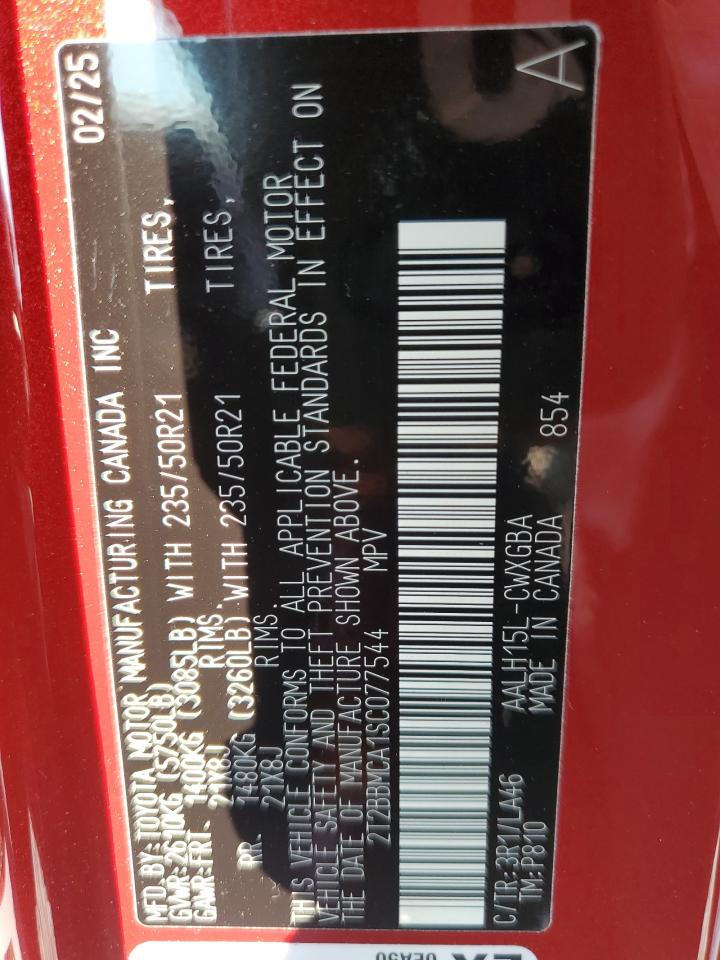 MFD.BY:TOYOTA MOTOR MANUFACTURING CANADA INC 02/25
GVWR:2610KG (5750LB)
GAWR:FRT. 1400KG (3085LB) WITH 235/50R21 TIRES,
21X8J RIMS.
RR. 1480KG (3260LB) WITH 235/50R21 TIRES,
21X8J RIMS.
THIS VEHICLE CONFORMS TO ALL APPLICABLE FEDERAL MOTOR
VEHICLE SAFETY AND THEFT PREVENTION STANDARDS IN EFFECT ON
THE DATE OF MANUFACTURE SHOWN ABOVE.
2T2BBMCA1SC077544 MPV
C/TR:3R1/LA46 AALH15L-CWXGBA
TM:P810 MADE IN CANADA 854
A
0EA50